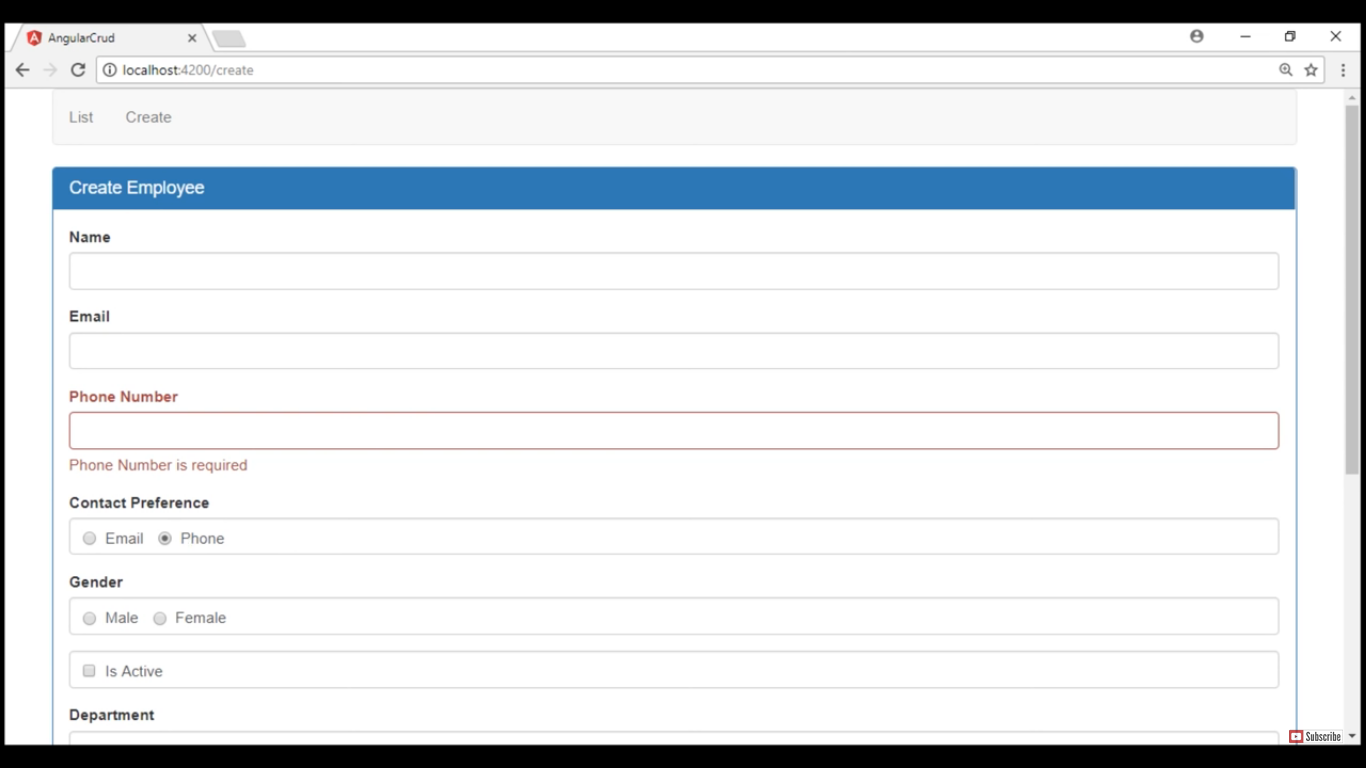 AngularCrud
localhost:4200/create
List Create
Create Employee
Name
Email
Phone Number
Phone Number is required
Contact Preference
Email Phone
Gender
Male Female
Is Active
Department
Subscribe